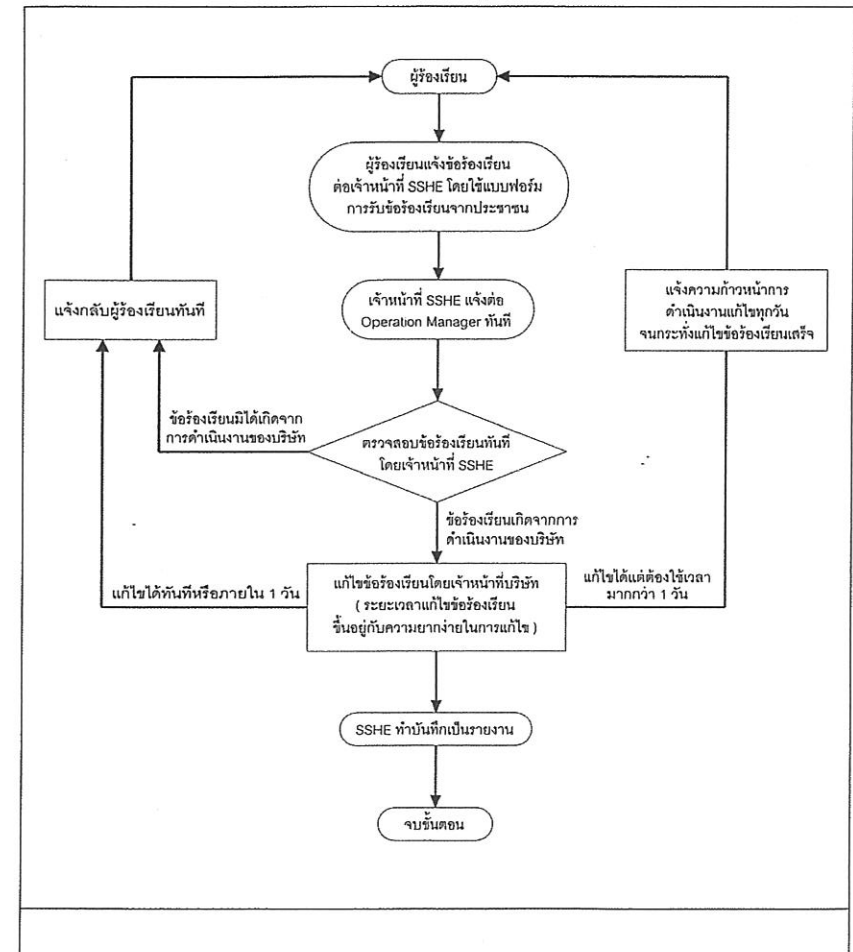 ผู้ร้องเรียน
ผู้ร้องเรียนแจ้งข้อร้องเรียน
ต่อเจ้าหน้าที่ SSHE โดยใช้แบบฟอร์ม
การรับข้อร้องเรียนจากประชาชน
แจ้งกลับผู้ร้องเรียนทันที
เจ้าหน้าที่ SSHE แจ้งต่อ
Operation Manager ทันที
แจ้งความก้าวหน้าการ
ดำเนินงานแก้ไขทุกวัน
จนกระทั่งแก้ไขข้อร้องเรียนเสร็จ
ข้อร้องเรียนมิได้เกิดจาก
การดำเนินงานของบริษัท
ตรวจสอบข้อร้องเรียนทันที
โดยเจ้าหน้าที่ SSHE
ข้อร้องเรียนเกิดจากการ
ดำเนินงานของบริษัท
แก้ไขได้ทันทีหรือภายใน 1 วัน
แก้ไขข้อร้องเรียนโดยเจ้าหน้าที่บริษัท
( ระยะเวลาแก้ไขข้อร้องเรียน
ขึ้นอยู่กับความยากง่ายในการแก้ไข )
แก้ไขได้แต่ต้องใช้เวลา
มากกว่า 1 วัน
SSHE ทำบันทึกเป็นรายงาน
จบขั้นตอน